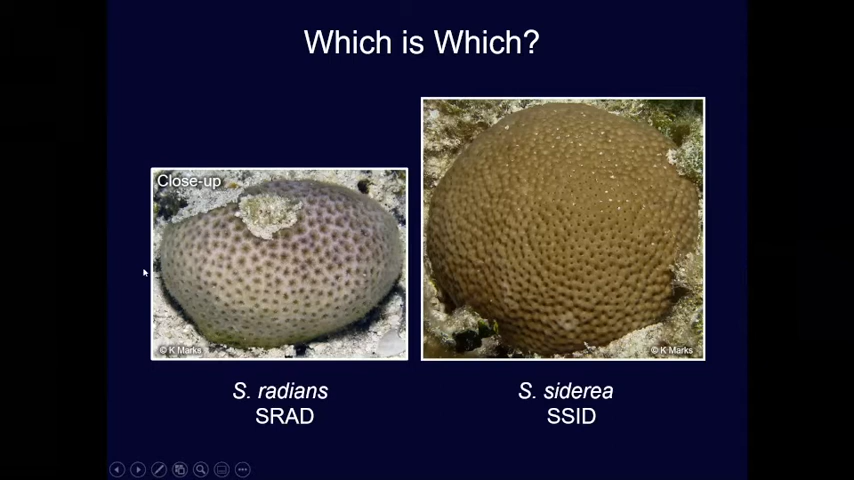 Which is Which?
Close-up
© K Marks
© K Marks
S. radians
SRAD
S. siderea
SSID